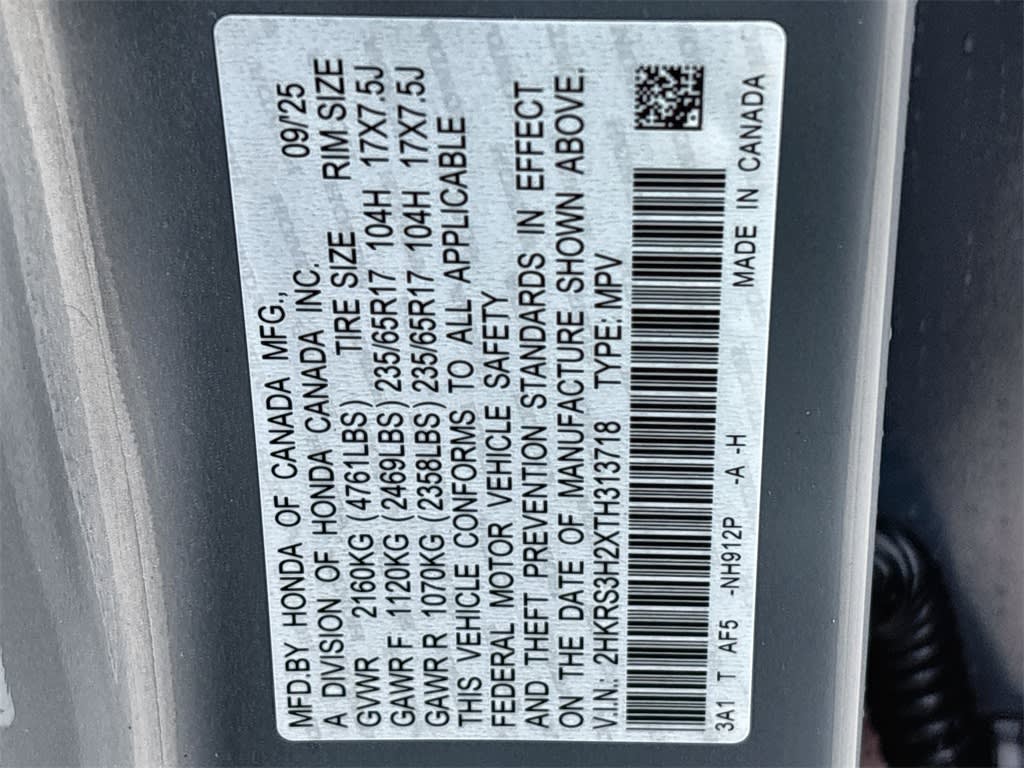 MFD.BY HONDA OF CANADA MFG., 09/'25
A DIVISION OF HONDA CANADA INC.
GVWR 2160KG (4761LBS) TIRE SIZE RIM SIZE
GAWR F 1120KG (2469LBS) 235/65R17 104H 17X7.5J
GAWR R 1070KG (2358LBS) 235/65R17 104H 17X7.5J
THIS VEHICLE CONFORMS TO ALL APPLICABLE
FEDERAL MOTOR VEHICLE SAFETY
AND THEFT PREVENTION STANDARDS IN EFFECT
ON THE DATE OF MANUFACTURE SHOWN ABOVE.
V.I.N.: 2HKRS3H2XTH313718 TYPE: MPV
3A1 T AF5 -NH912P -A -H MADE IN CANADA